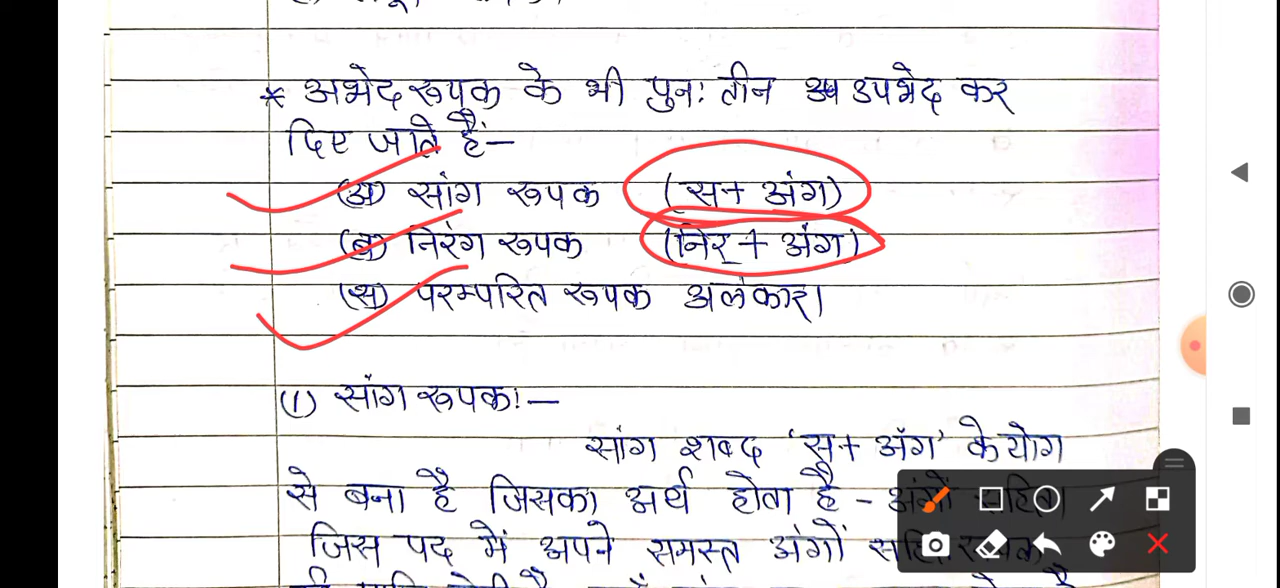 * अभेद रूपक के भी पुनः तीन उपभेद कर
दिए जाते हैं:-
(अ) सांग रूपक (स+ अंग)
(ब) निरंग रूपक (निर् + अंग)
(स) परम्परित रूपक अलंकार।
(1) सांग रूपक:-
सांग शब्द 'स+ अंग' के योग
से बना है जिसका अर्थ होता है - अंगों सहित।
जिस पद में अपने समस्त अंगों